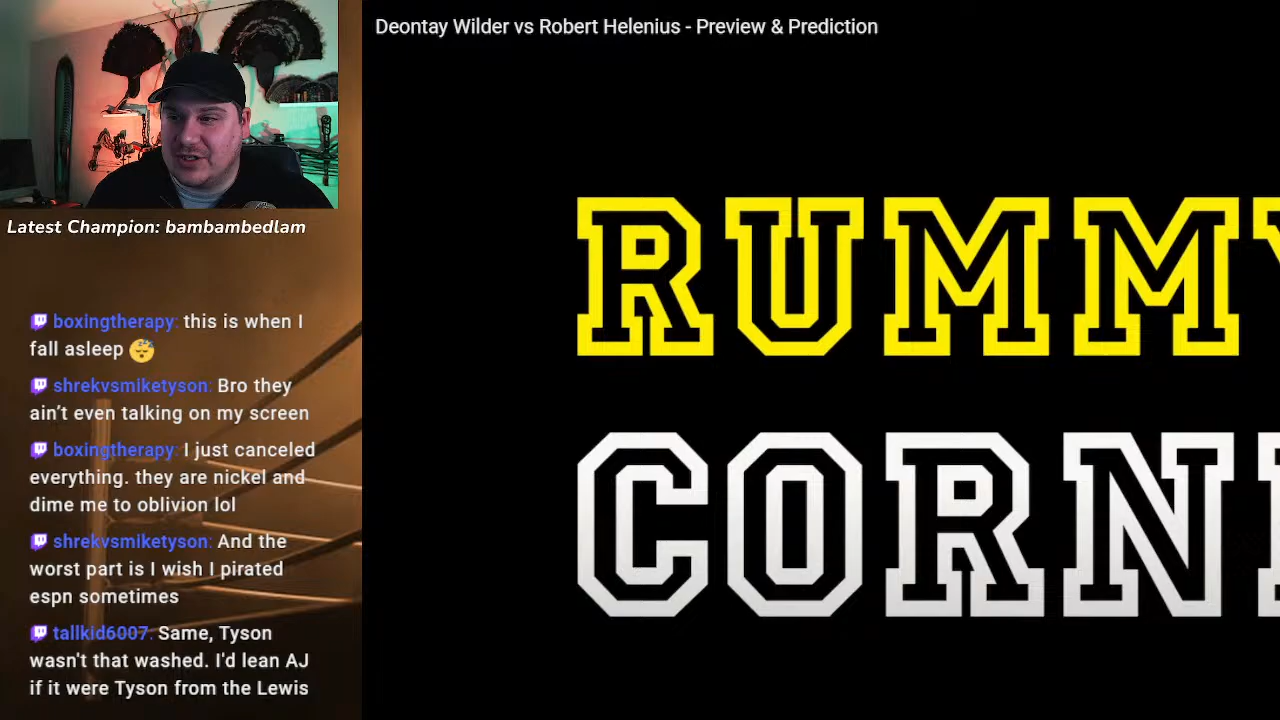 Deontay Wilder vs Robert Helenius - Preview & Prediction
RUMMY
CORN
Latest Champion: bambambedlam
boxingtherapy: this is when I
fall asleep 😴
shrekvsmiketyson: Bro they
ain't even talking on my screen
boxingtherapy: I just canceled
everything. they are nickel and
dime me to oblivion lol
shrekvsmiketyson: And the
worst part is I wish I pirated
espn sometimes
tallkid6007: Same, Tyson
wasn't that washed. I'd lean AJ
if it were Tyson from the Lewis